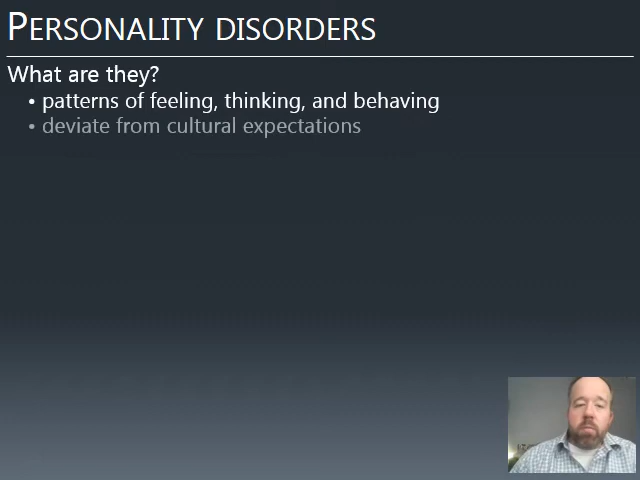 PERSONALITY DISORDERS
What are they?
• patterns of feeling, thinking, and behaving
• deviate from cultural expectations